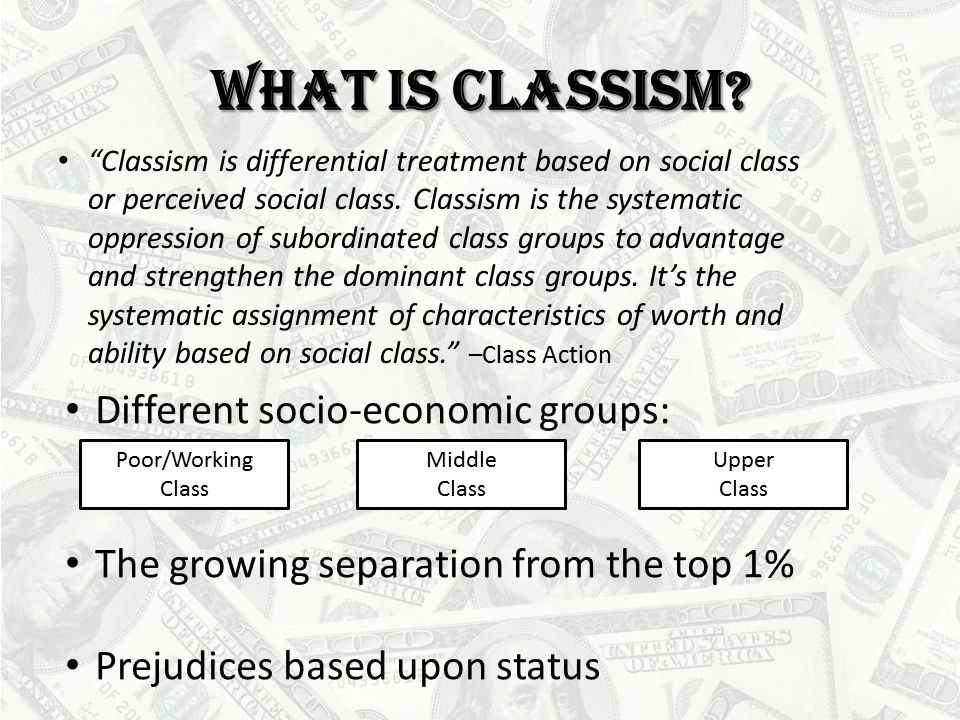 WHAT IS CLASSISM?
• “Classism is differential treatment based on social class
or perceived social class. Classism is the systematic
oppression of subordinated class groups to advantage
and strengthen the dominant class groups. It’s the
systematic assignment of characteristics of worth and
ability based on social class.” –Class Action
• Different socio-economic groups:
Poor/Working
Class
Middle
Class
Upper
Class
• The growing separation from the top 1%
• Prejudices based upon status